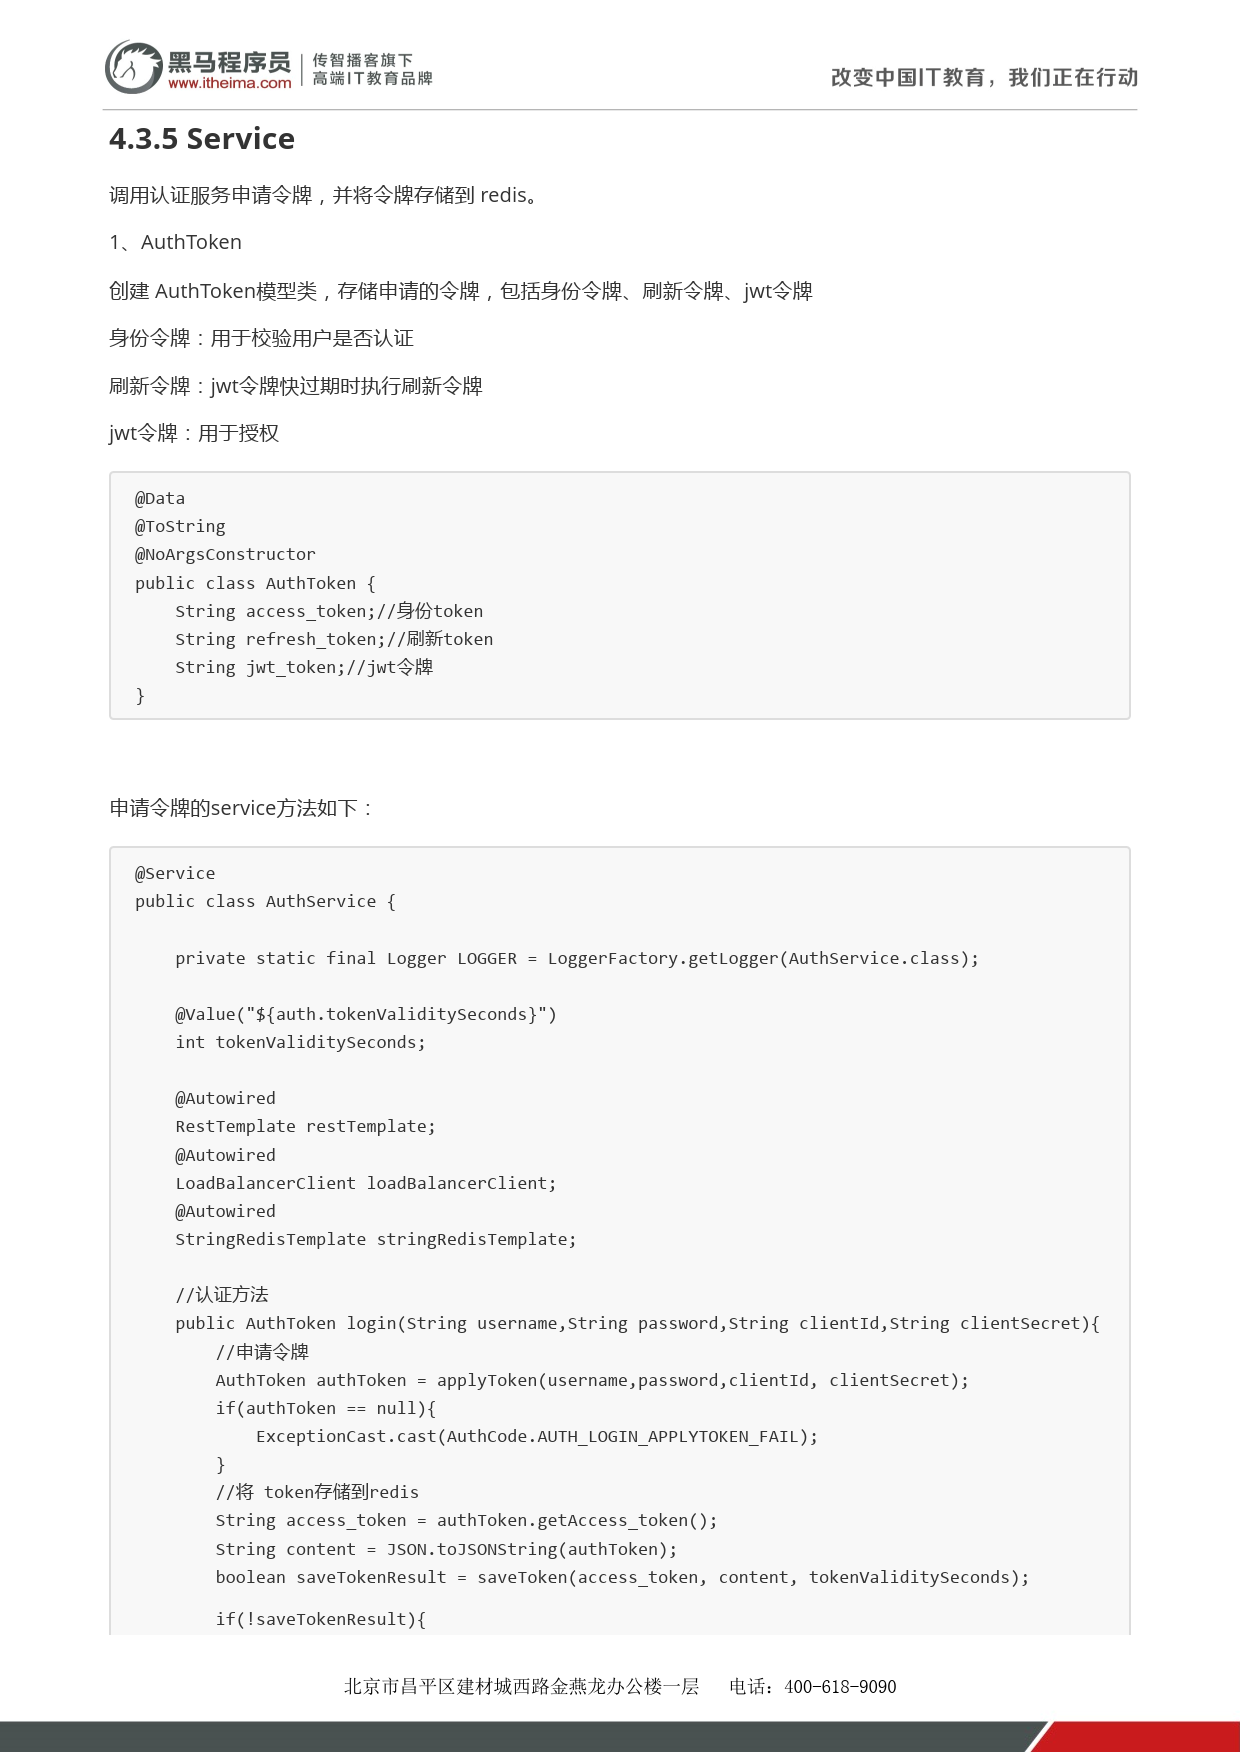 黑马程序员
www.itheima.com
传智播客旗下
高端IT教育品牌
改变中国IT教育，我们正在行动
4.3.5 Service
调用认证服务申请令牌，并将令牌存储到 redis。
1、AuthToken
创建 AuthToken模型类，存储申请的令牌，包括身份令牌、刷新令牌、jwt令牌
身份令牌：用于校验用户是否认证
刷新令牌：jwt令牌快过期时执行刷新令牌
jwt令牌：用于授权
@Data
@ToString
@NoArgsConstructor
public class AuthToken {
    String access_token;//身份token
    String refresh_token;//刷新token
    String jwt_token;//jwt令牌
}
申请令牌的service方法如下：
@Service
public class AuthService {
    private static final Logger LOGGER = LoggerFactory.getLogger(AuthService.class);
    @Value("${auth.tokenValiditySeconds}")
    int tokenValiditySeconds;
    @Autowired
    RestTemplate restTemplate;
    @Autowired
    LoadBalancerClient loadBalancerClient;
    @Autowired
    StringRedisTemplate stringRedisTemplate;
    //认证方法
    public AuthToken login(String username,String password,String clientId,String clientSecret){
        //申请令牌
        AuthToken authToken = applyToken(username,password,clientId, clientSecret);
        if(authToken == null){
            ExceptionCast.cast(AuthCode.AUTH_LOGIN_APPLYTOKEN_FAIL);
        }
        //将 token存储到redis
        String access_token = authToken.getAccess_token();
        String content = JSON.toJSONString(authToken);
        boolean saveTokenResult = saveToken(access_token, content, tokenValiditySeconds);
        if(!saveTokenResult){
北京市昌平区建材城西路金燕龙办公楼一层 电话：400-618-9090